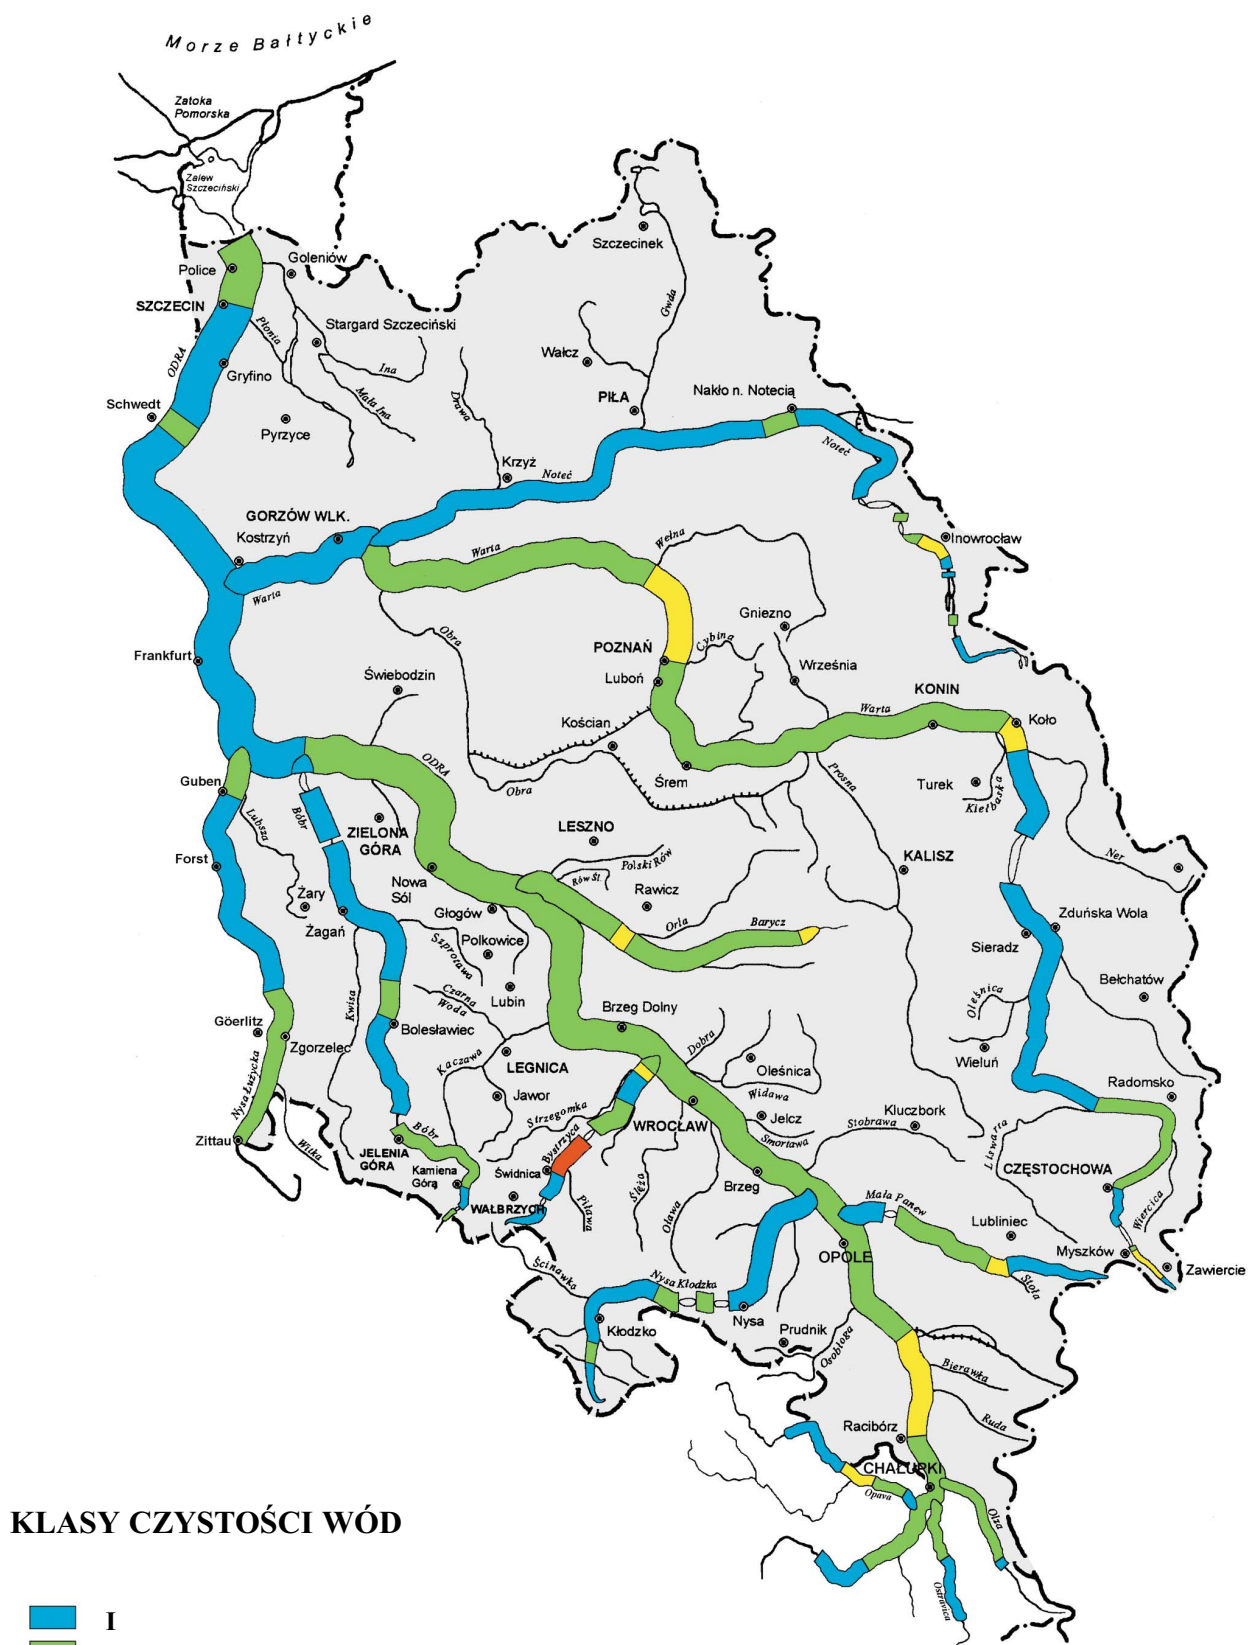 Morze Bałtyckie
Zatoka
Pomorska
Zalew
Szczeciński
Szczecinek
Police
Goleniów
SZCZECIN
Płonia
Stargard Szczeciński
Gwda
ODRA
Ina
Wałcz
Gryfino
Mała Ina
Drawa
PIŁA
Nakło n. Notecią
Schwedt
Pyrzyce
Noteć
Krzyż
Noteć
GORZÓW WLK.
Kostrzyń
Inowrocław
Warta
Wełna
Warta
Gniezno
Obra
Cybina
POZNAŃ
Frankfurt
Września
Świebodzin
Luboń
KONIN
Warta
Koło
Kościan
ODRA
Śrem
Prosna
Guben
Obra
Turek
Kiełbaska
Bóbr
Lubsza
ZIELONA
GÓRA
LESZNO
Ner
Forst
Polski Rów
KALISZ
Nowa
Sól
Rów Śl.
Żary
Rawicz
Głogów
Orla
Barycz
Zduńska Wola
Żagań
Sieradz
Szprotawa
Polkowice
Bełchatów
Lubin
Oleśnica
Czarna
Woda
Kwisa
Göerlitz
Bolesławiec
Brzeg Dolny
Zgorzelec
Dobra
Wieluń
Kaczawa
LEGNICA
Oleśnica
Nysa Łużycka
Radomsko
Jawor
Widawa
Strzegomka
Jelcz
Kluczbork
WROCŁAW
Bóbr
Stobrawa
Smortawa
Zittau
Witka
JELENIA
GÓRA
Bystrzyca
Liswarta
Kamiena
Górą
Świdnica
Brzeg
CZĘSTOCHOWA
Ślęza
WAŁBRZYCH
Mała Panew
Piława
Oława
Wiercica
Lubliniec
OPOLE
Myszków
Zawiercie
Ścinawka
Nysa Kłodzka
Stoła
Nysa
Kłodzko
Prudnik
Osobłoga
Bierawka
Racibórz
Ruda
CHAŁUPKI
Opava
Olza
KLASY CZYSTOŚCI WÓD
Ostravica
I